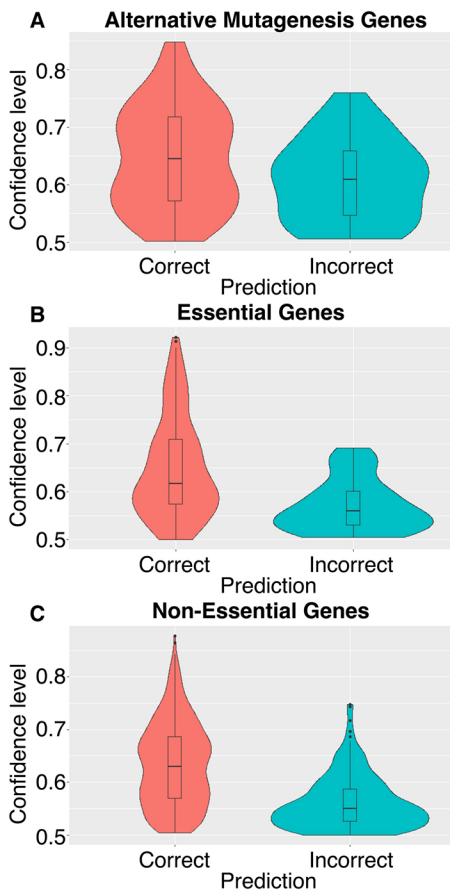 A Alternative Mutagenesis Genes
Confidence level
0.8
0.7
0.6
0.5
Correct Incorrect
Prediction
B Essential Genes
Confidence level
0.9
0.7
0.6
0.5
Correct Incorrect
Prediction
C Non-Essential Genes
Confidence level
0.8
0.7
0.6
0.5
Correct Incorrect
Prediction